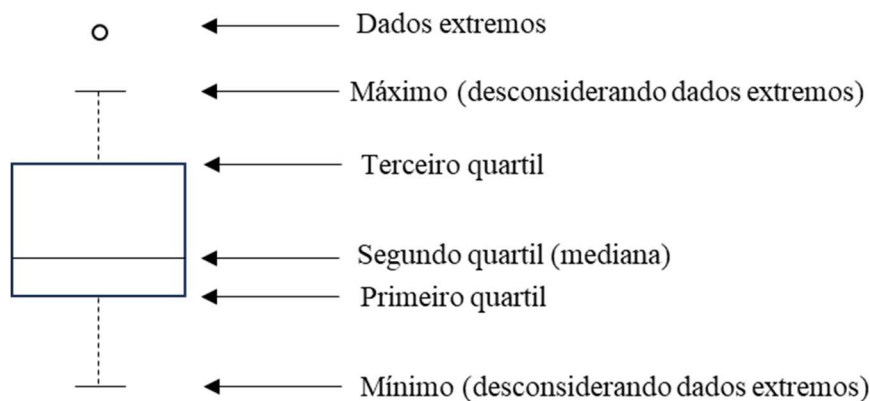 Dados extremos
Máximo (desconsiderando dados extremos)
Terceiro quartil
Segundo quartil (mediana)
Primeiro quartil
Mínimo (desconsiderando dados extremos)